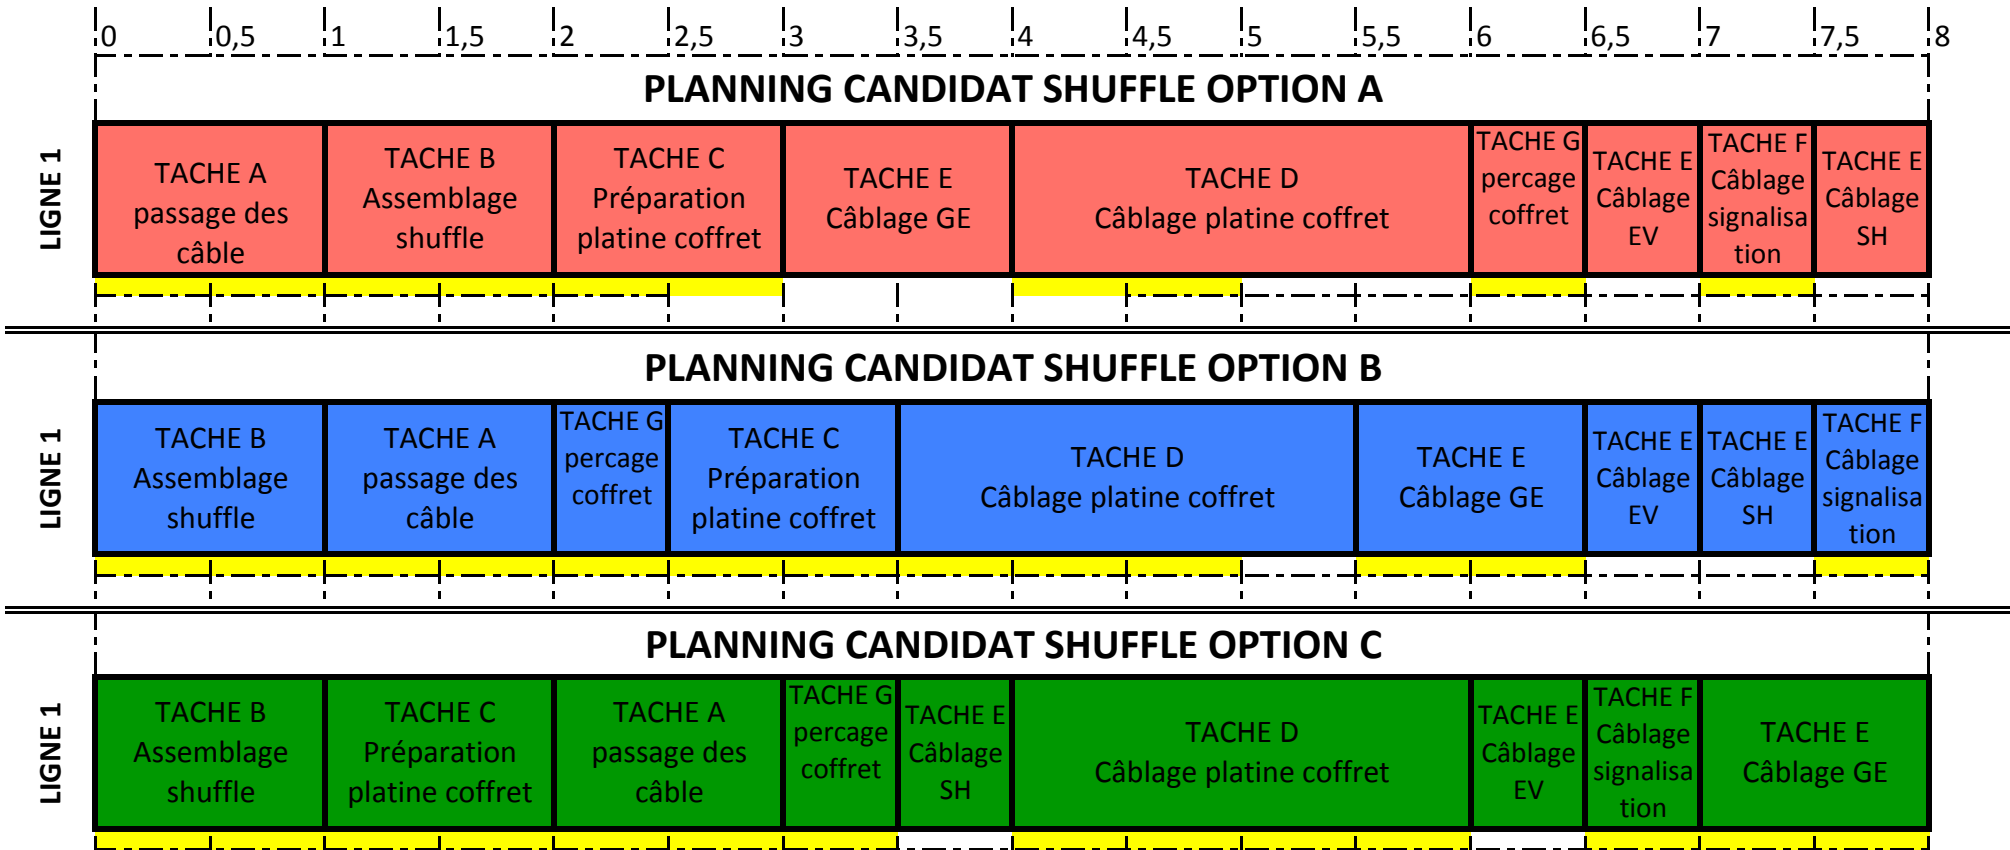 0 0,5 1 1,5 2 2,5 3 3,5 4 4,5 5 5,5 6 6,5 7 7,5 8
PLANNING CANDIDAT SHUFFLE OPTION A
LIGNE 1
TACHE A
passage des
câble
TACHE B
Assemblage
shuffle
TACHE C
Préparation
platine coffret
TACHE E
Câblage GE
TACHE D
Câblage platine coffret
TACHE G
percage
coffret
TACHE E
Câblage
EV
TACHE F
Câblage
signalisa
tion
TACHE E
Câblage
SH
PLANNING CANDIDAT SHUFFLE OPTION B
LIGNE 1
TACHE B
Assemblage
shuffle
TACHE A
passage des
câble
TACHE G
percage
coffret
TACHE C
Préparation
platine coffret
TACHE D
Câblage platine coffret
TACHE E
Câblage GE
TACHE E
Câblage
EV
TACHE E
Câblage
SH
TACHE F
Câblage
signalisa
tion
PLANNING CANDIDAT SHUFFLE OPTION C
LIGNE 1
TACHE B
Assemblage
shuffle
TACHE C
Préparation
platine coffret
TACHE A
passage des
câble
TACHE G
percage
coffret
TACHE E
Câblage
SH
TACHE D
Câblage platine coffret
TACHE E
Câblage
EV
TACHE F
Câblage
signalisa
tion
TACHE E
Câblage GE